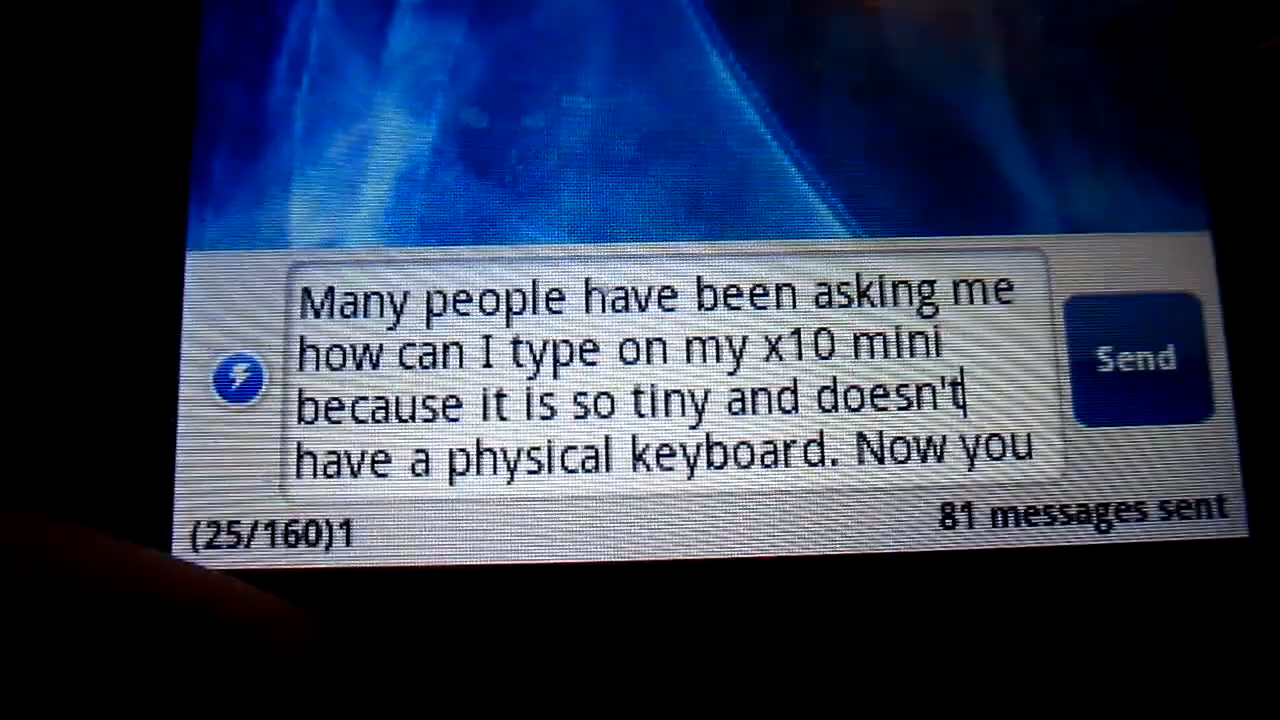 Many people have been asking me
how can I type on my x10 mini
because it is so tiny and doesn't
have a physical keyboard. Now you
Send
(25/160)1
81 messages sent